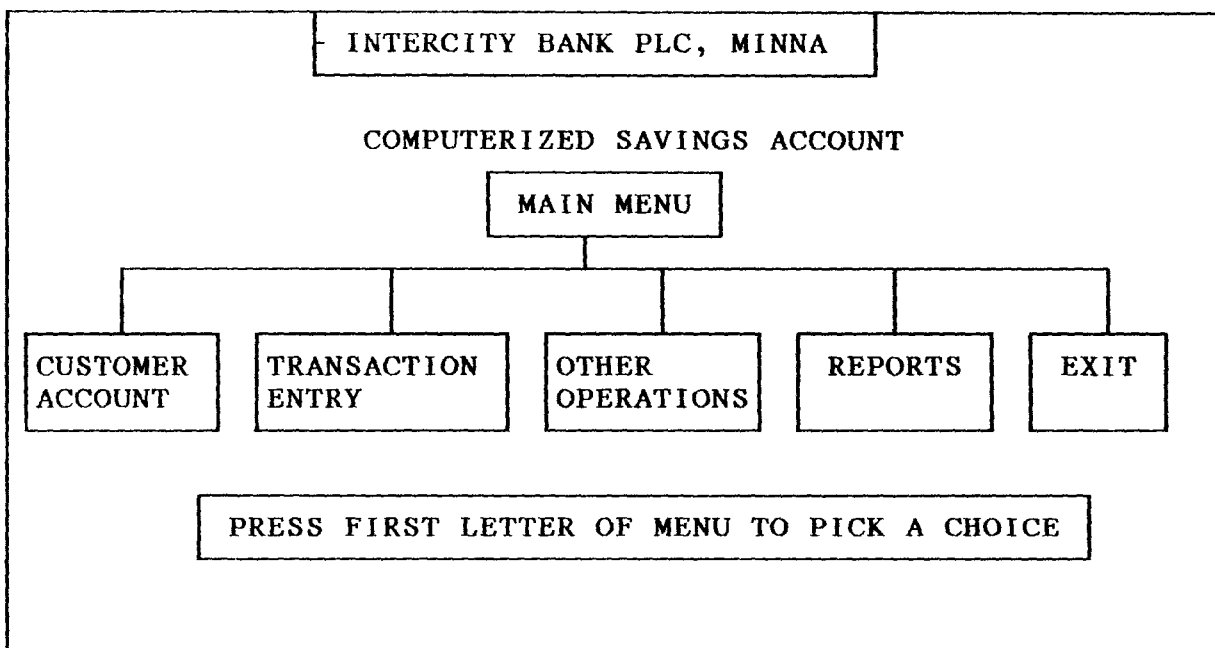 INTERCITY BANK PLC, MINNA
COMPUTERIZED SAVINGS ACCOUNT
MAIN MENU
CUSTOMER
ACCOUNT
TRANSACTION
ENTRY
OTHER
OPERATIONS
REPORTS
EXIT
PRESS FIRST LETTER OF MENU TO PICK A CHOICE